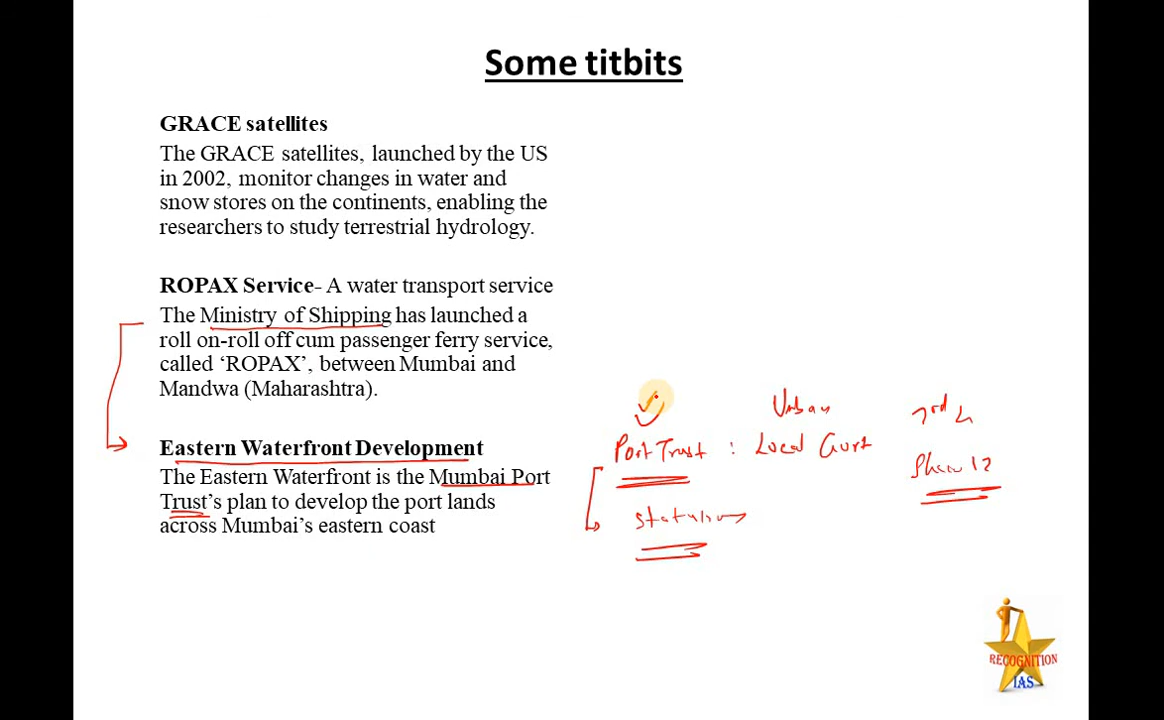 Some titbits
GRACE satellites
The GRACE satellites, launched by the US
in 2002, monitor changes in water and
snow stores on the continents, enabling the
researchers to study terrestrial hydrology.
ROPAX Service- A water transport service
The Ministry of Shipping has launched a
roll on-roll off cum passenger ferry service,
called ‘ROPAX’, between Mumbai and
Mandwa (Maharashtra).
Eastern Waterfront Development
The Eastern Waterfront is the Mumbai Port
Trust’s plan to develop the port lands
across Mumbai’s eastern coast
Urban
Port Trust : Local Govt
RECOGNITION
IAS